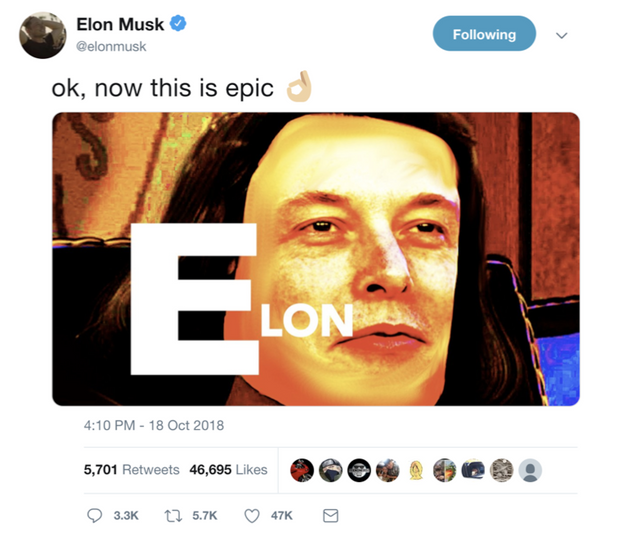 Elon Musk
@elonmusk
Following
ok, now this is epic 👌🏼
ELON
4:10 PM - 18 Oct 2018
5,701 Retweets 46,695 Likes
3.3K 5.7K 47K